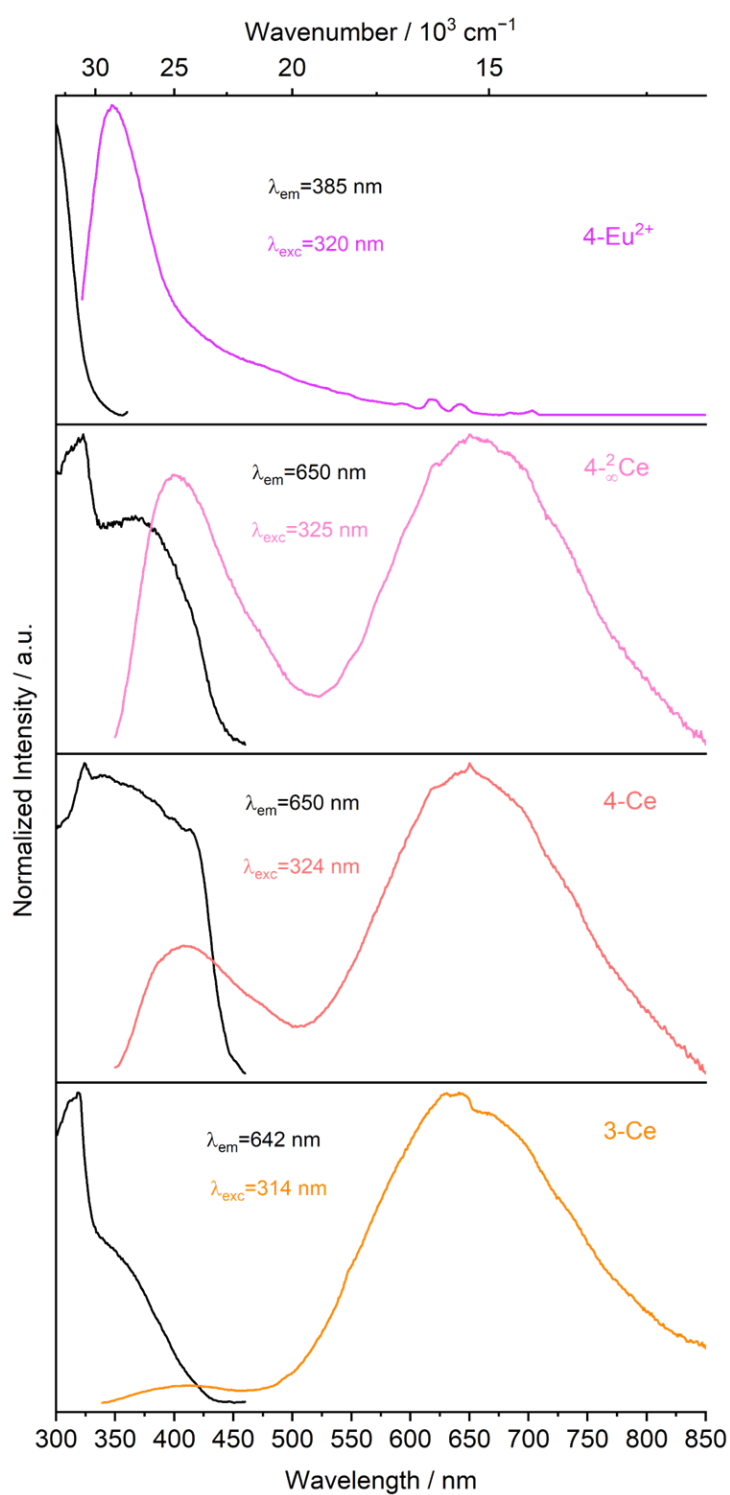 Wavenumber / 10³ cm⁻¹
30 25 20 15
λem=385 nm
λexc=320 nm
4-Eu²⁺
λem=650 nm
4-²∞Ce
λexc=325 nm
4-Ce
λem=650 nm
λexc=324 nm
3-Ce
λem=642 nm
λexc=314 nm
Normalized Intensity / a.u.
300 350 400 450 500 550 600 650 700 750 800 850
Wavelength / nm